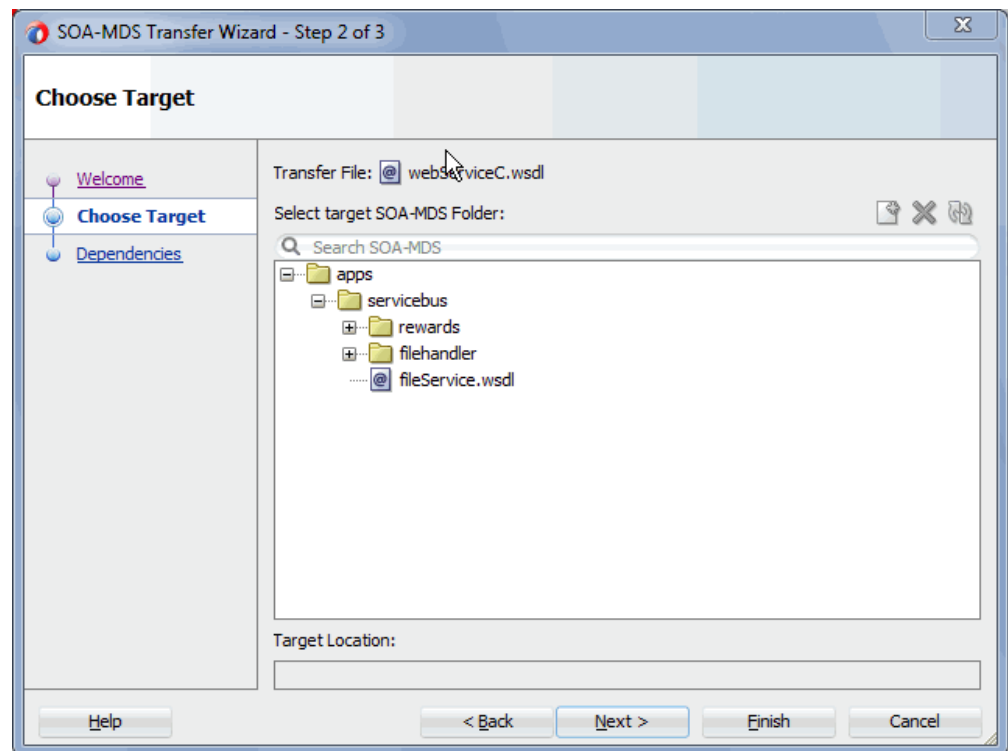 SOA-MDS Transfer Wizard - Step 2 of 3
Choose Target
Welcome
Choose Target
Dependencies
Transfer File: webServiceC.wsdl
Select target SOA-MDS Folder:
Search SOA-MDS
apps
servicebus
rewards
filehandler
fileService.wsdl
Target Location:
Help
< Back
Next >
Finish
Cancel